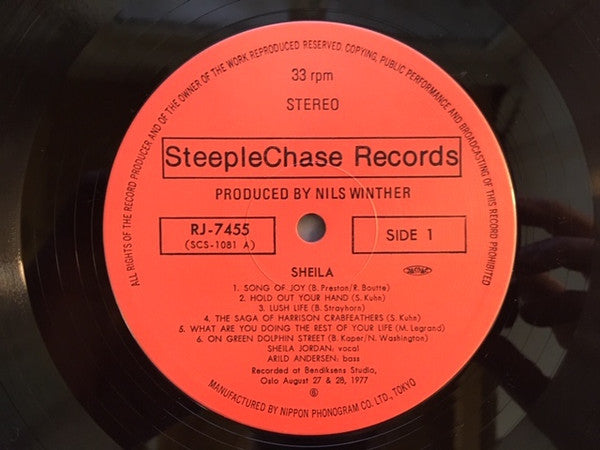 ALL RIGHTS OF THE RECORD PRODUCER AND OF THE OWNER OF THE WORK REPRODUCED RESERVED. COPYING, PUBLIC PERFORMANCE AND BROADCASTING OF THIS RECORD PROHIBITED
33 rpm
STEREO
SteepleChase Records
PRODUCED BY NILS WINTHER
RJ-7455
(SCS-1081 A)
SIDE 1
SHEILA
1. SONG OF JOY (B. Preston/R. Boutte)
2. HOLD OUT YOUR HAND (S. Kuhn)
3. LUSH LIFE (B. Strayhorn)
4. THE SAGA OF HARRISON CRABFEATHERS (S. Kuhn)
5. WHAT ARE YOU DOING THE REST OF YOUR LIFE (M. Legrand)
6. ON GREEN DOLPHIN STREET (B. Kaper/N. Washington)
SHEILA JORDAN: vocal
ARILD ANDERSEN: bass
Recorded at Bendiksens Studio,
Oslo August 27 & 28, 1977
MANUFACTURED BY NIPPON PHONOGRAM CO. LTD., TOKYO